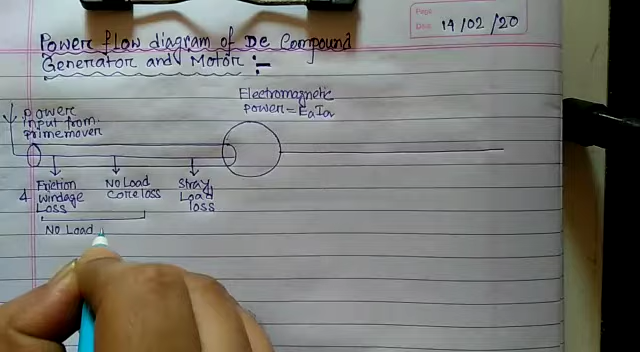 Page
Date 14/02/20
Power flow diagram of De Compound
Generator and Motor :-
Electromagnetic
power = EaIa
Power
input from
primemover
4
Friction
windage
Loss
No Load
Core loss
Stray
Load
loss
No Load